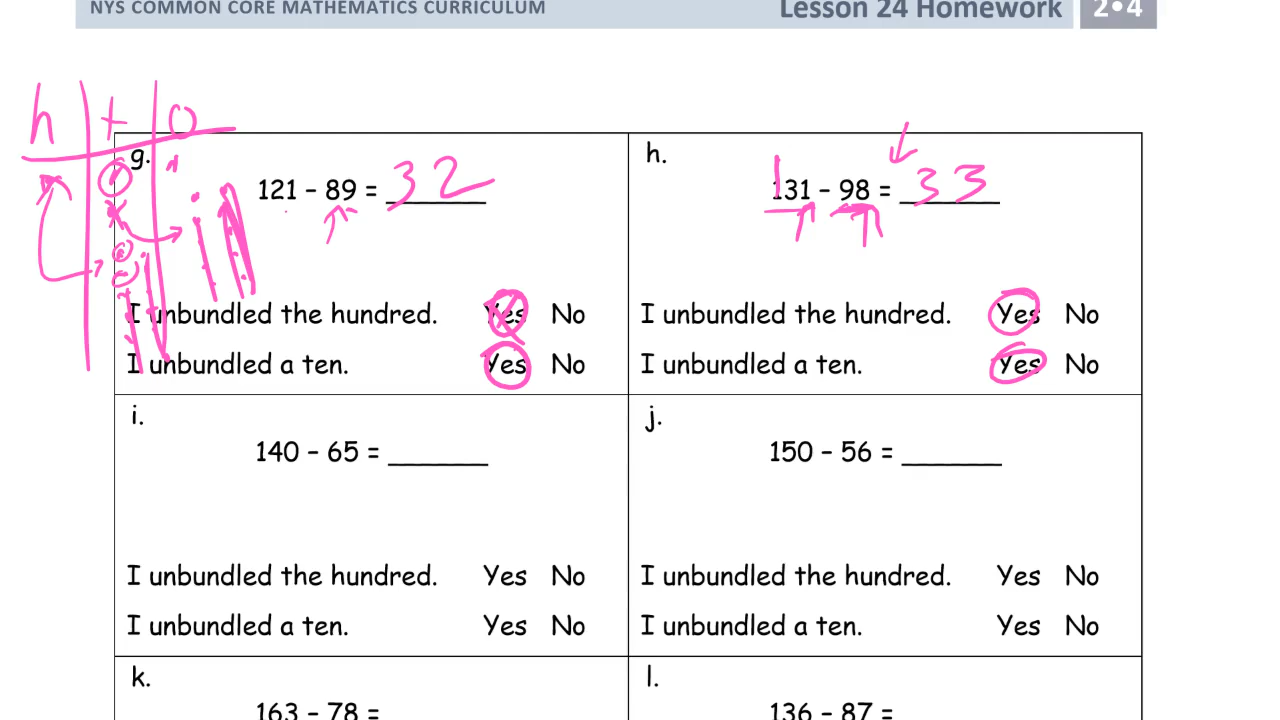 NYS COMMON CORE MATHEMATICS CURRICULUM
Lesson 24 Homework
2•4
h t o
g.
121 – 89 = 32
I unbundled the hundred. Yes No
I unbundled a ten. Yes No
h.
131 – 98 = 33
I unbundled the hundred. Yes No
I unbundled a ten. Yes No
i.
140 – 65 = ______
I unbundled the hundred. Yes No
I unbundled a ten. Yes No
j.
150 – 56 = ______
I unbundled the hundred. Yes No
I unbundled a ten. Yes No
k.
163 – 78 =
l.
136 – 87 =